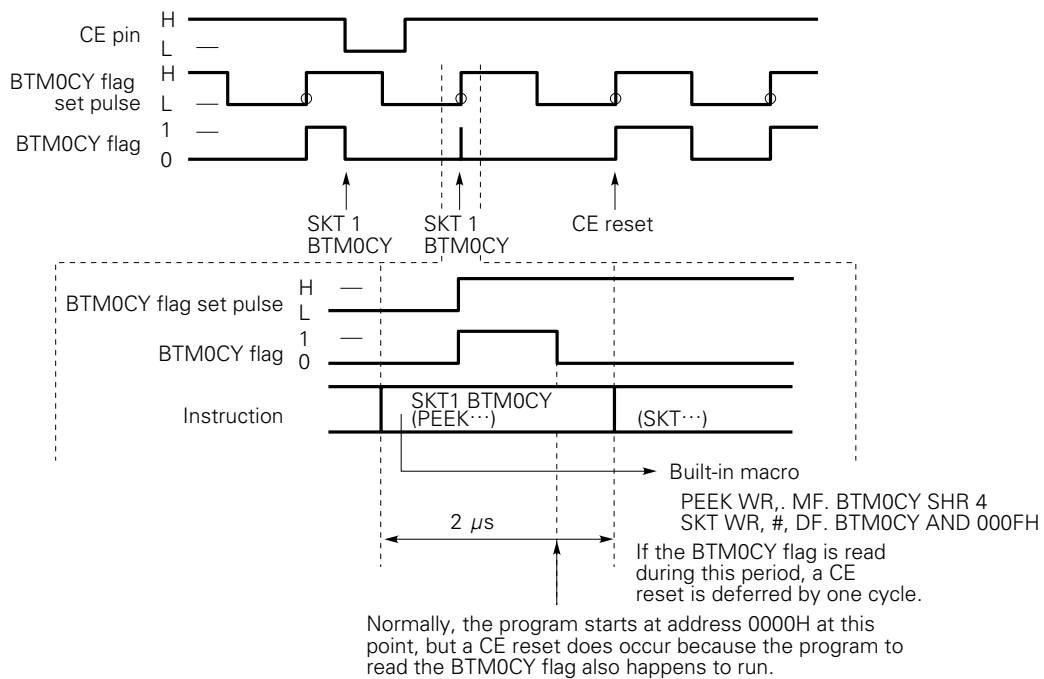 CE pin
H
L
BTM0CY flag
set pulse
H
L
BTM0CY flag
1
0
SKT 1
BTM0CY
SKT 1
BTM0CY
CE reset
BTM0CY flag set pulse
H
L
BTM0CY flag
1
0
Instruction
SKT1 BTM0CY
(PEEK···)
(SKT···)
Built-in macro
PEEK WR,. MF. BTM0CY SHR 4
SKT WR, #, DF. BTM0CY AND 000FH
2 μs
If the BTM0CY flag is read
during this period, a CE
reset is deferred by one cycle.
Normally, the program starts at address 0000H at this
point, but a CE reset does occur because the program to
read the BTM0CY flag also happens to run.